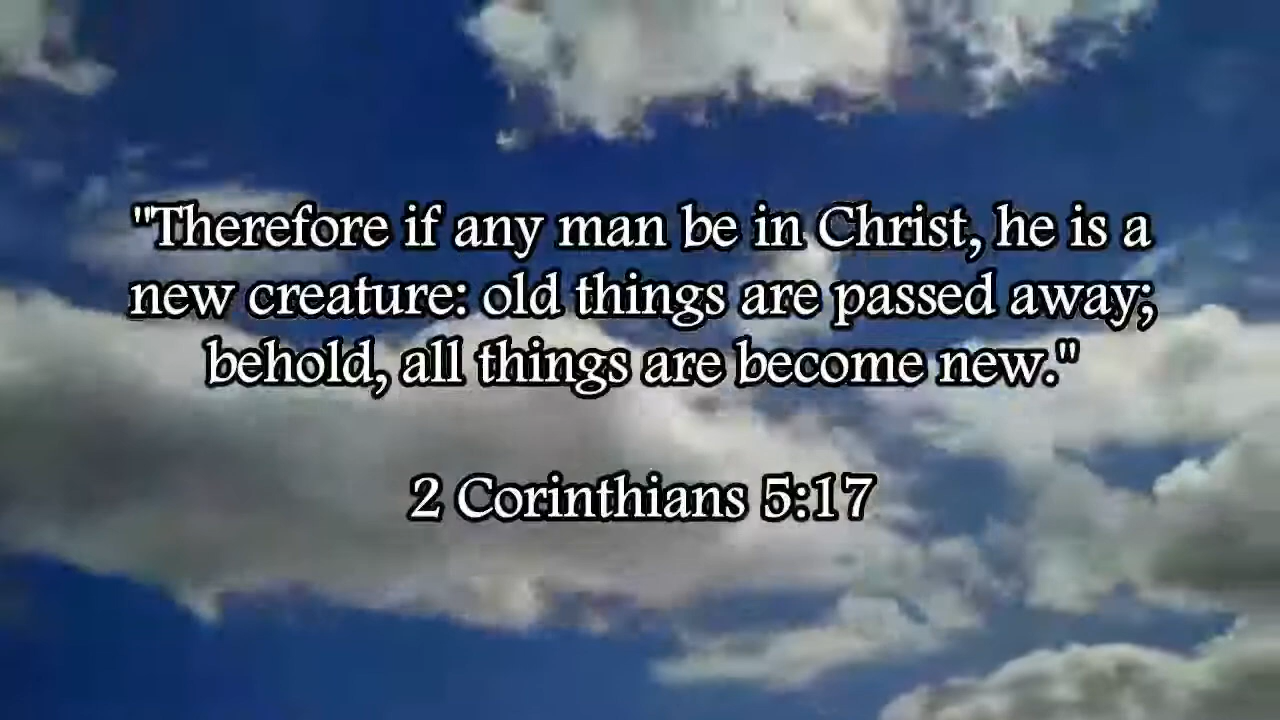 "Therefore if any man be in Christ, he is a
new creature: old things are passed away;
behold, all things are become new."
2 Corinthians 5:17